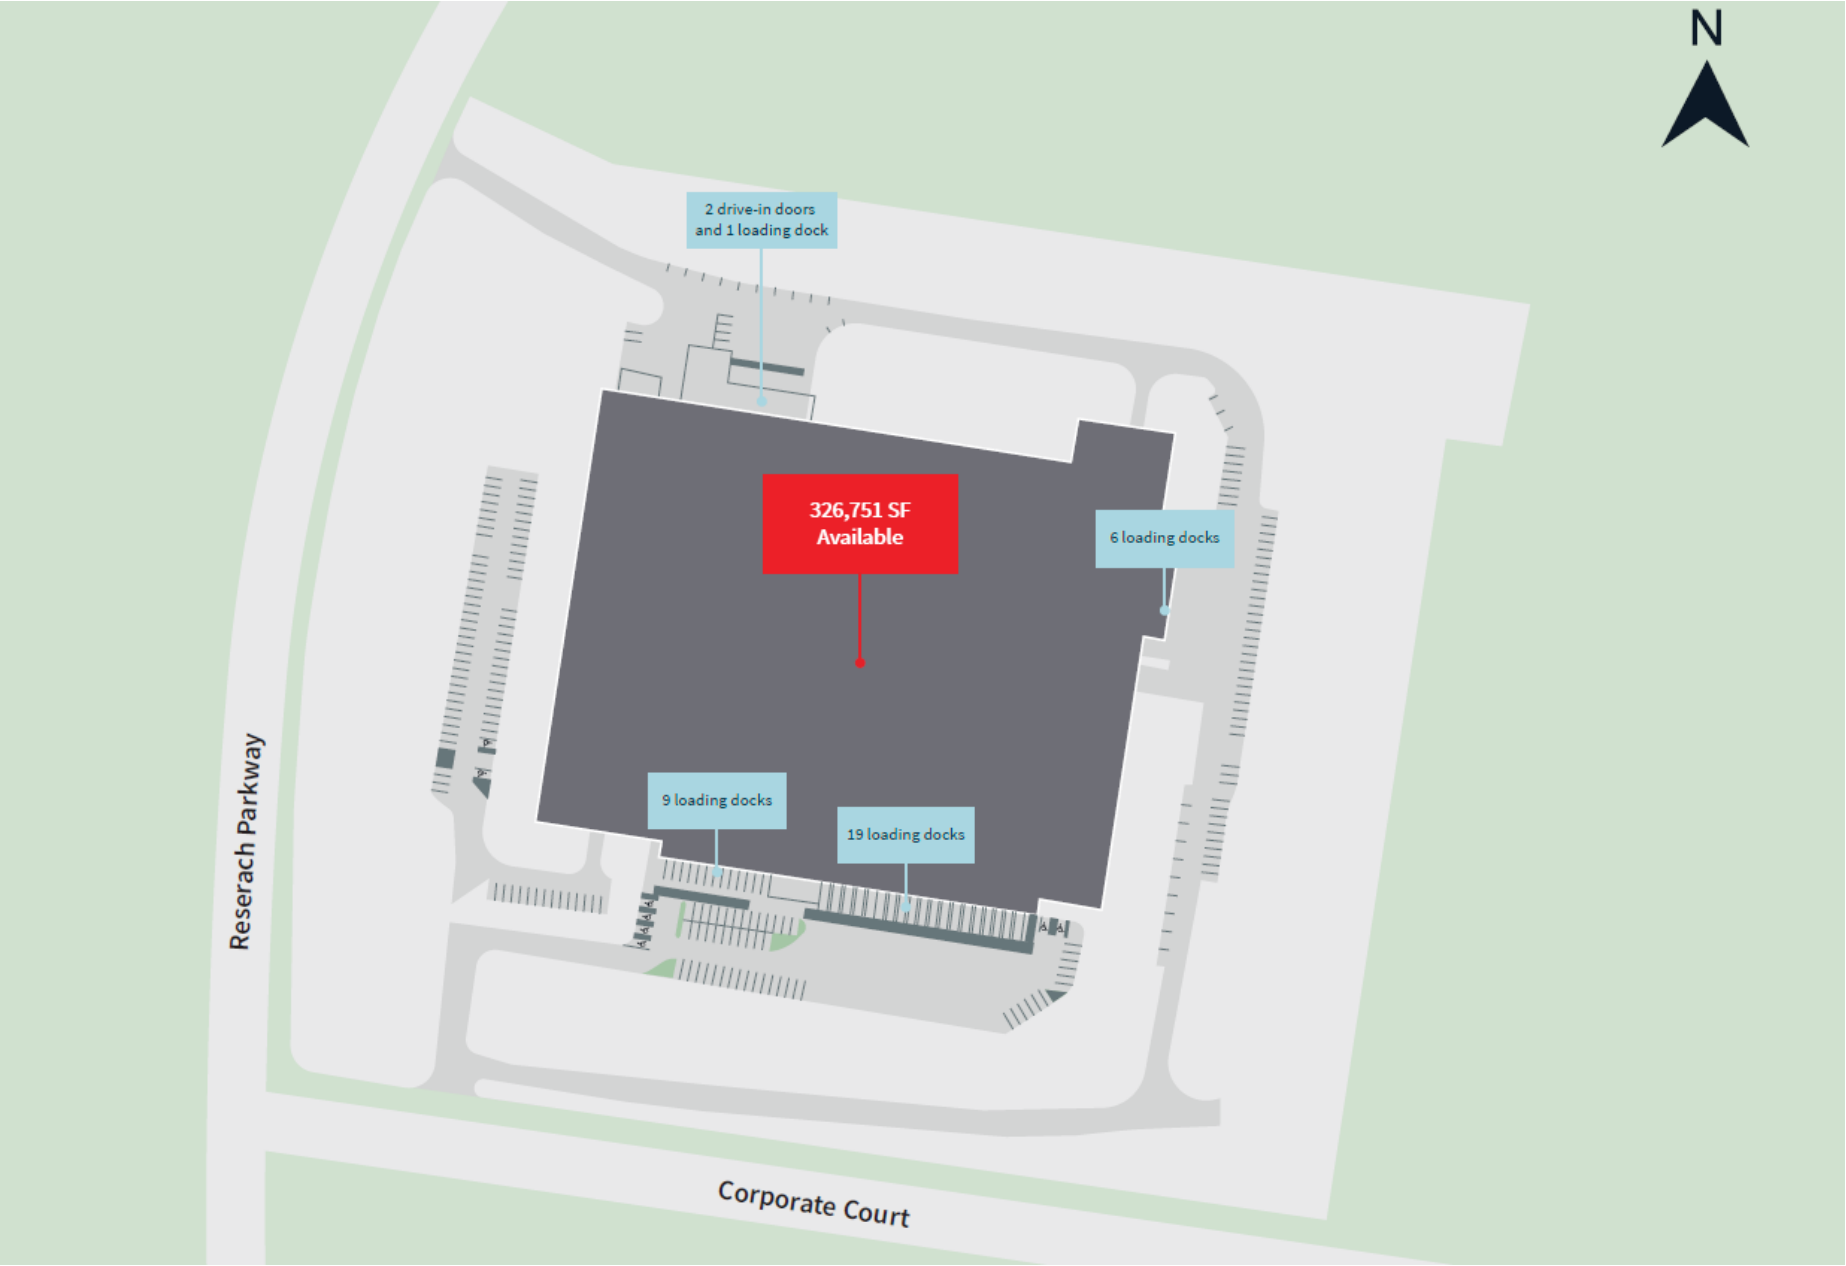 N
2 drive-in doors
and 1 loading dock
326,751 SF
Available
6 loading docks
9 loading docks
19 loading docks
Reserach Parkway
Corporate Court